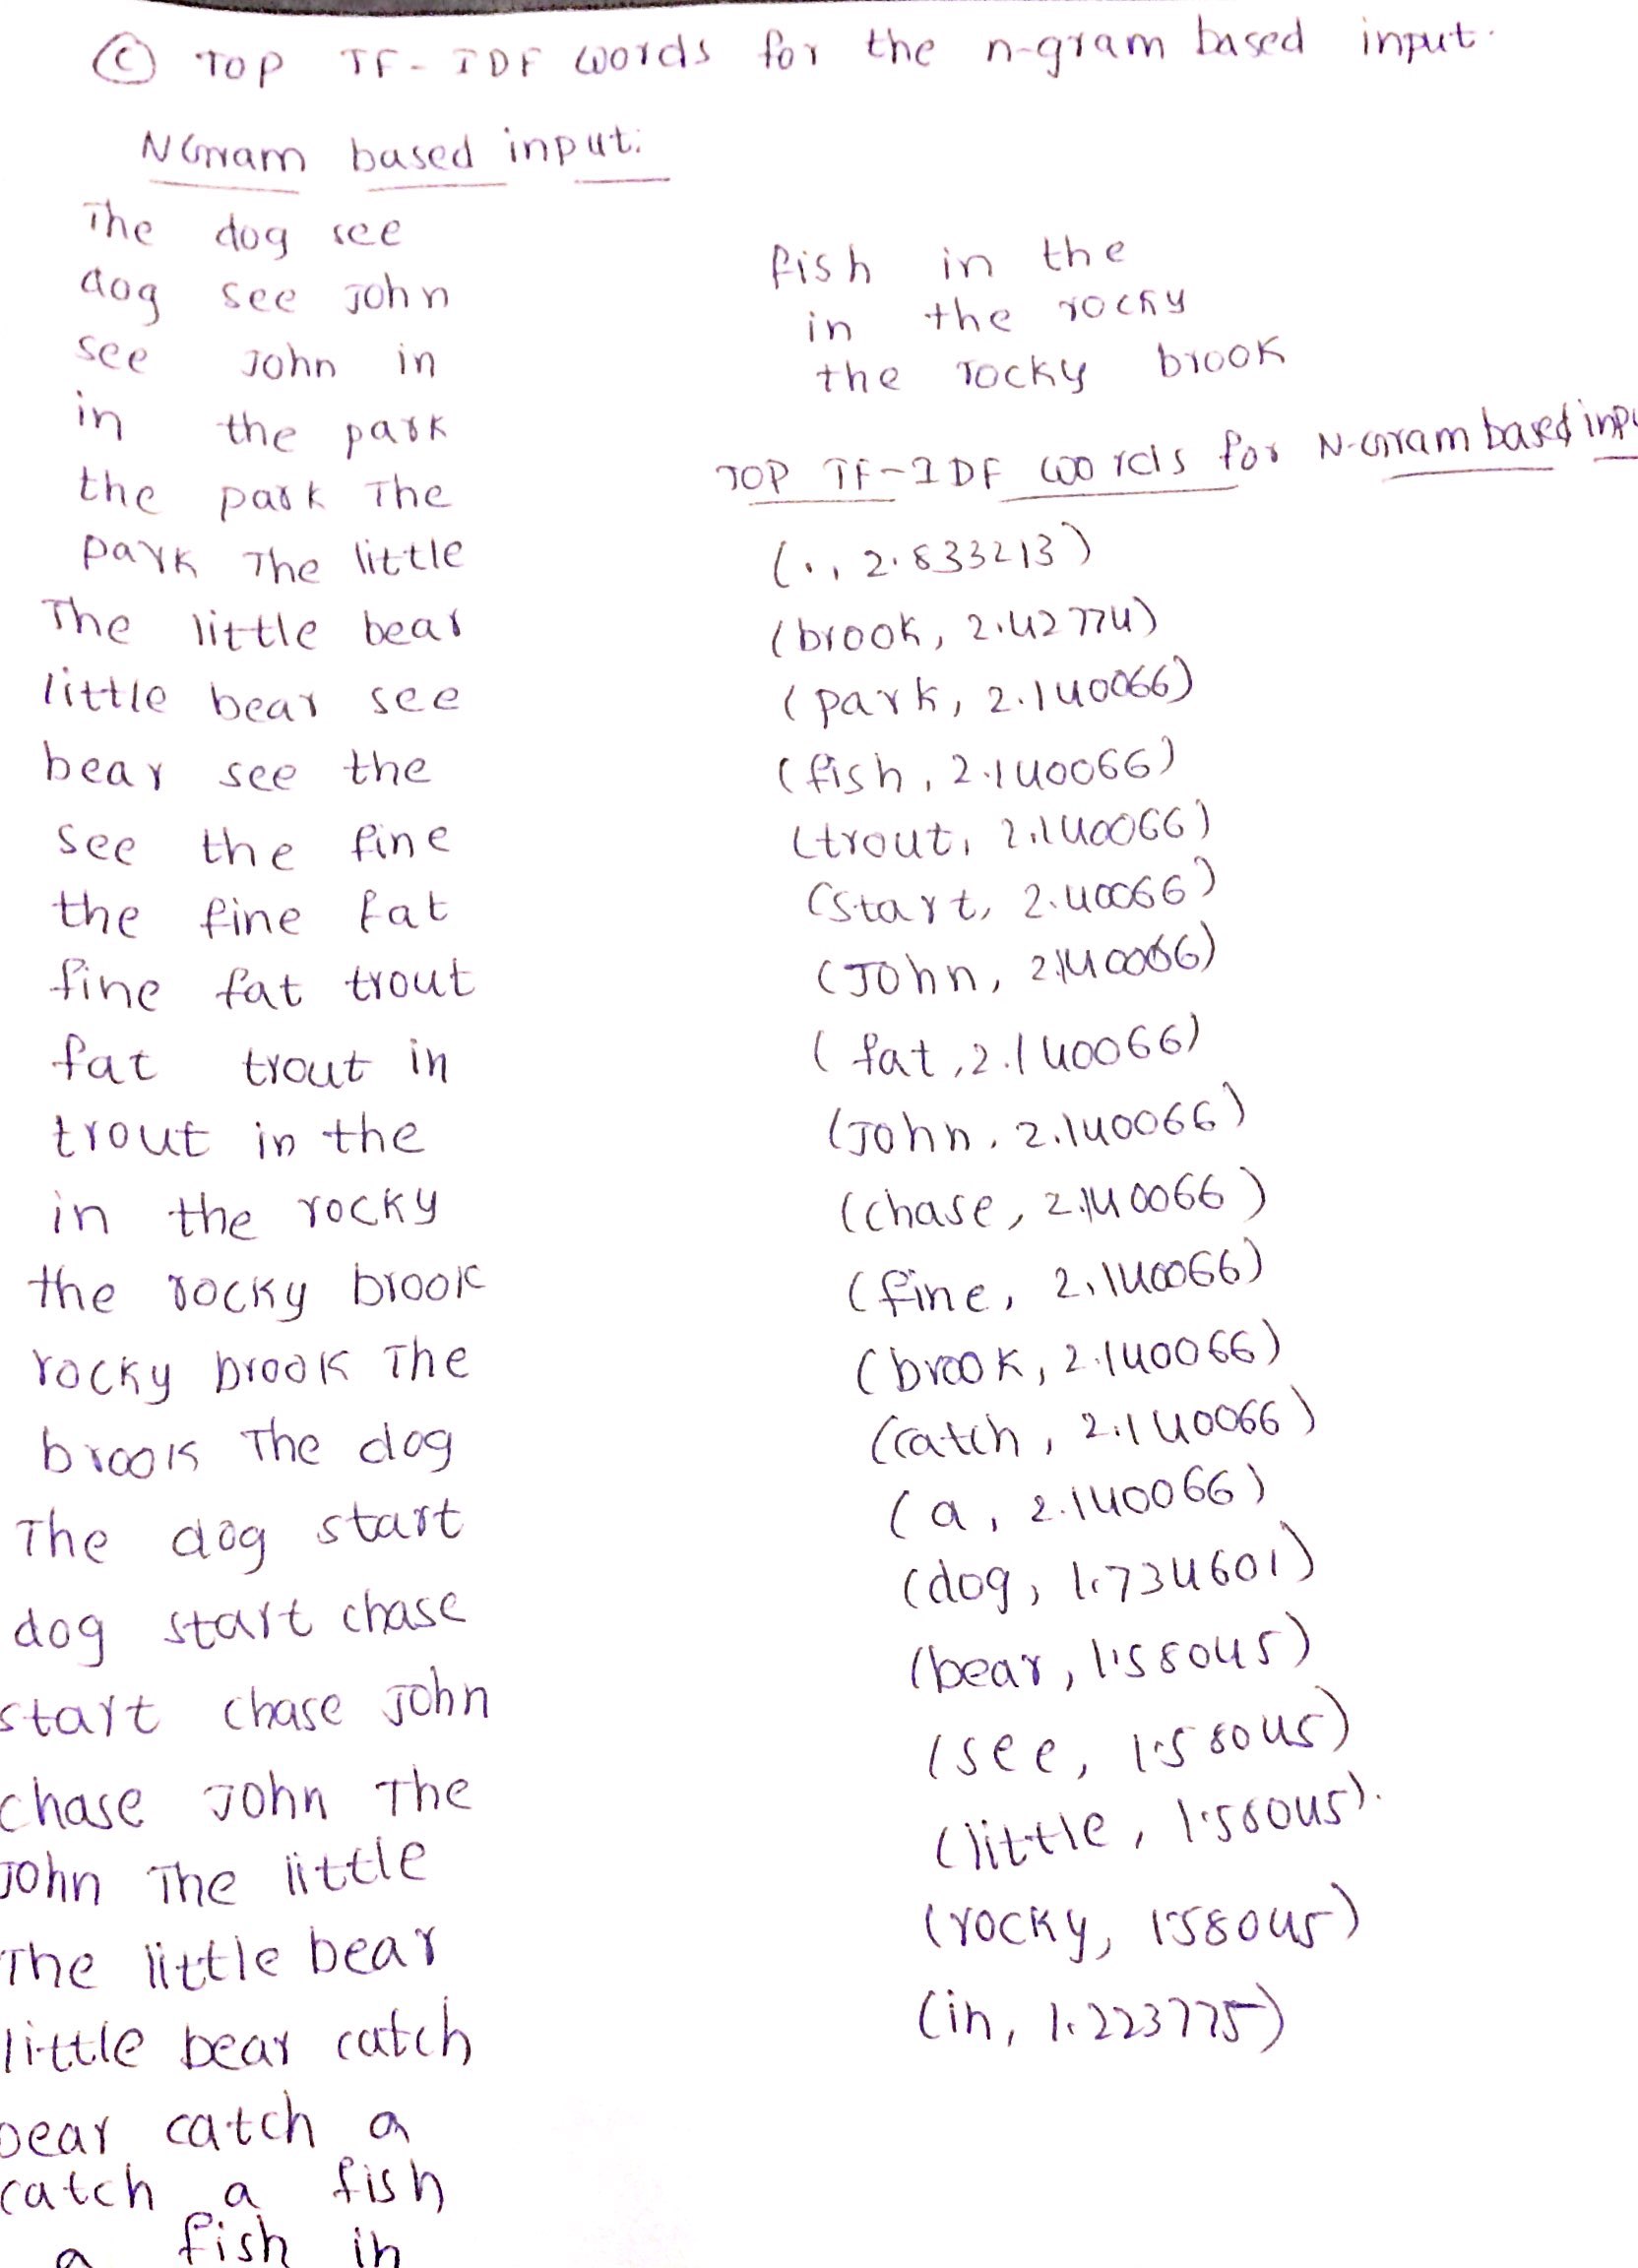 Ⓒ TOP TF-IDF words for the n-gram based input.
NGram based input:
The dog see
dog see John
see John in
in the park
the park The
park The little
The little bear
little bear see
bear see the
see the fine
the fine fat
fine fat trout
fat trout in
trout in the
in the rocky
the rocky brook
rocky brook The
brook The dog
The dog start
dog start chase
start chase John
chase John The
John The little
The little bear
little bear catch
bear catch a
catch a fish
a fish in
fish in the
in the rocky
the rocky brook
TOP TF-IDF words for N-Gram based inpu
(., 2.833213)
(brook, 2.42774)
(park, 2.140066)
(fish, 2.140066)
(trout, 2.140066)
(start, 2.40066)
(John, 2.140066)
(fat, 2.140066)
(John, 2.140066)
(chase, 2.140066)
(fine, 2.140066)
(brook, 2.140066)
(catch, 2.140066)
(a, 2.140066)
(dog, 1.734601)
(bear, 1.58045)
(see, 1.58045)
(little, 1.58045).
(rocky, 1.58045)
(in, 1.223775)